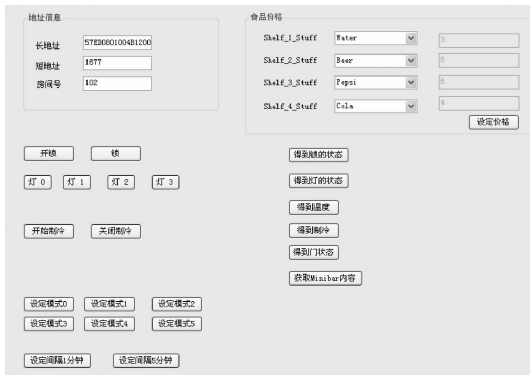 地址信息
长地址 57ED0601004B1200
短地址 1677
房间号 102
食品价格
Shelf_1_Stuff Water 3
Shelf_2_Stuff Beer 6
Shelf_3_Stuff Pepsi 6
Shelf_4_Stuff Cola 4
设定价格
开锁 锁
灯 0 灯 1 灯 2 灯 3
开始制冷 关闭制冷
得到锁的状态
得到灯的状态
得到温度
得到制冷
得到门状态
获取Minibar内容
设定模式0 设定模式1 设定模式2
设定模式3 设定模式4 设定模式5
设定间隔1分钟 设定间隔5分钟